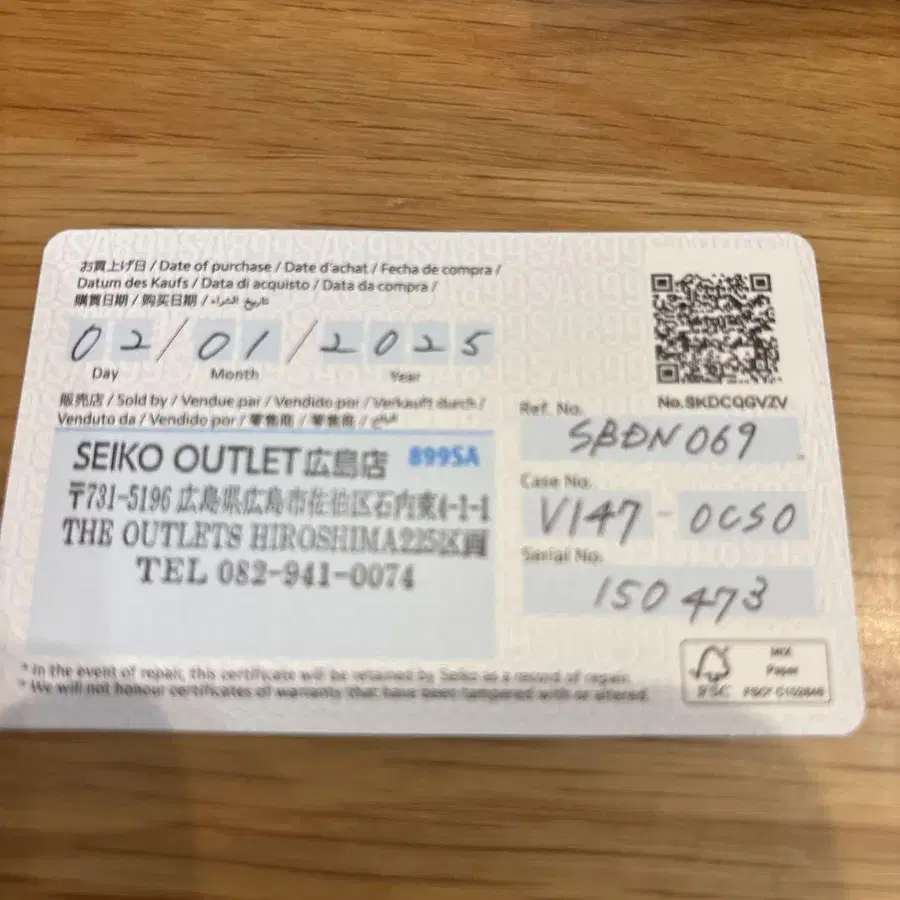 お買上げ日 / Date of purchase / Date d'achat / Fecha de compra /
Datum des Kaufs / Data di acquisto / Data da compra /
購買日期 / 购买日期 / تاريخ الشراء
02/01/2025
Day Month Year
販売店 / Sold by / Vendue par / Vendido por / Verkauft durch /
Venduto da / Vendido por / 零售商 / 零售商 /
SEIKO OUTLET広島店 899SA
〒731-5196 広島県広島市佐伯区石内東4-1-1
THE OUTLETS HIROSHIMA225区画
TEL 082-941-0074
No.SKDCQGVZV
Ref. No.
SBDN069
Case No.
V147-0CS0
Serial No.
150473
* In the event of repair, this certificate will be retained by Seiko as a record of repair.
* We will not honour certificates of warranty that have been tampered with or altered.
MIX
Paper
FSC